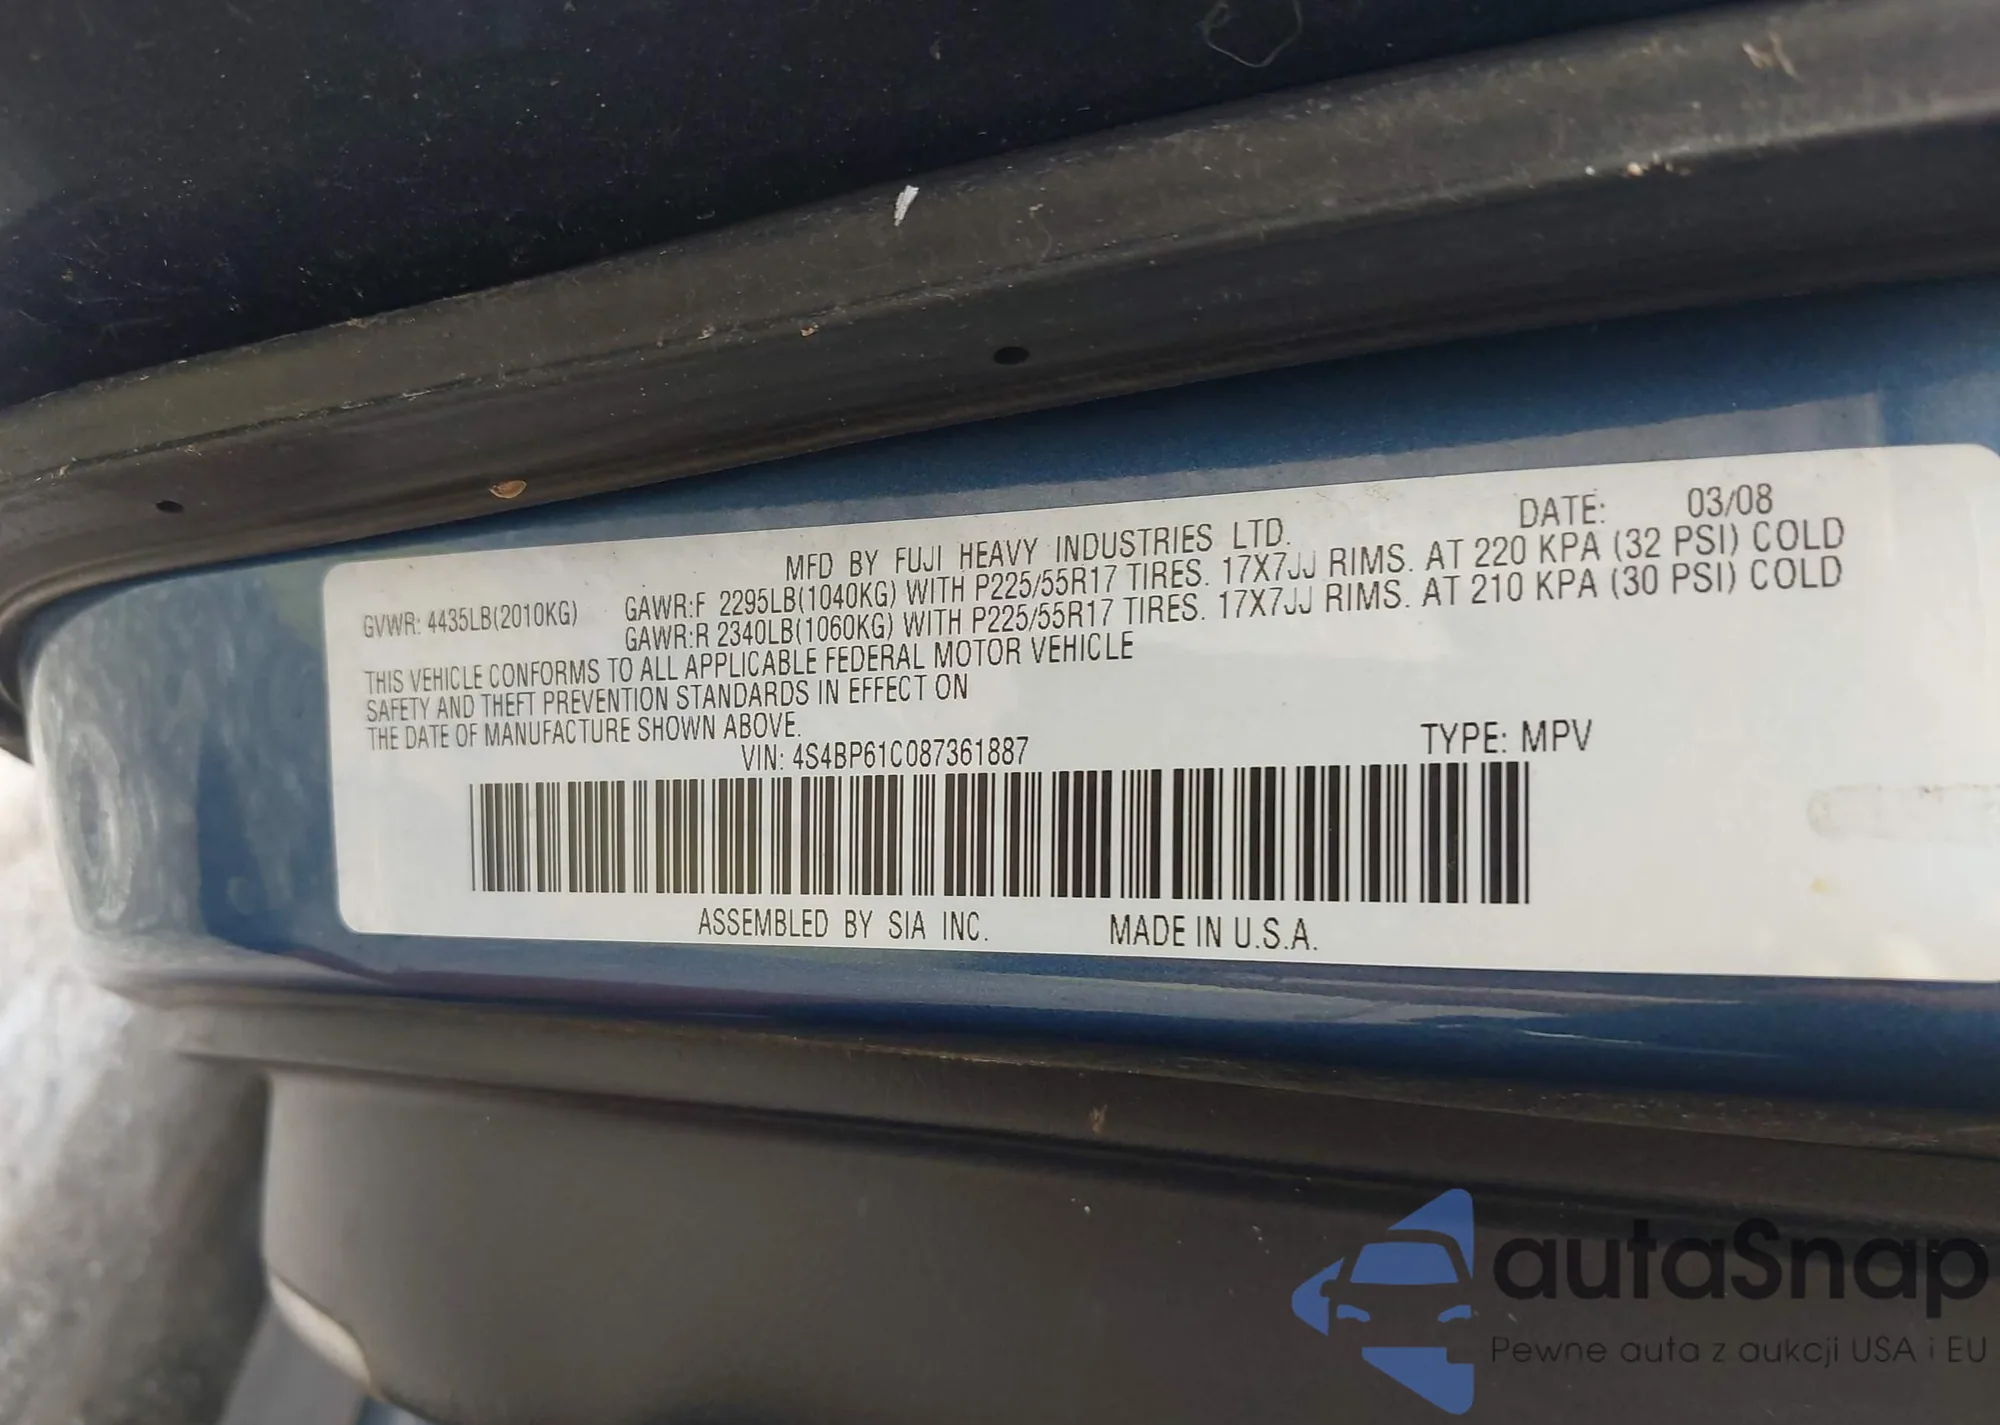 DATE: 03/08
MFD BY FUJI HEAVY INDUSTRIES LTD.
GVWR: 4435LB(2010KG) GAWR:F 2295LB(1040KG) WITH P225/55R17 TIRES. 17X7JJ RIMS. AT 220 KPA (32 PSI) COLD
GAWR:R 2340LB(1060KG) WITH P225/55R17 TIRES. 17X7JJ RIMS. AT 210 KPA (30 PSI) COLD
THIS VEHICLE CONFORMS TO ALL APPLICABLE FEDERAL MOTOR VEHICLE
SAFETY AND THEFT PREVENTION STANDARDS IN EFFECT ON
THE DATE OF MANUFACTURE SHOWN ABOVE.
VIN: 4S4BP61C087361887 TYPE: MPV
ASSEMBLED BY SIA INC. MADE IN U.S.A.
autaSnap
Pewne auta z aukcji USA i EU